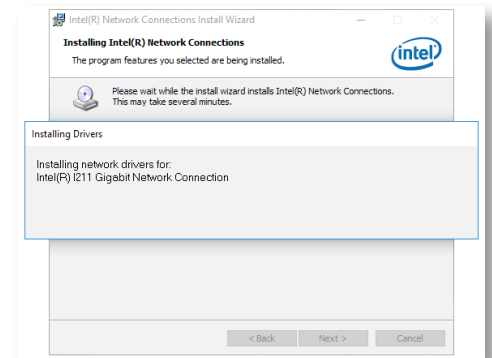 Intel(R) Network Connections Install Wizard
Installing Intel(R) Network Connections
The program features you selected are being installed.
intel
Please wait while the install wizard installs Intel(R) Network Connections.
This may take several minutes.
Installing Drivers
Installing network drivers for:
Intel(R) I211 Gigabit Network Connection
< Back Next > Cancel